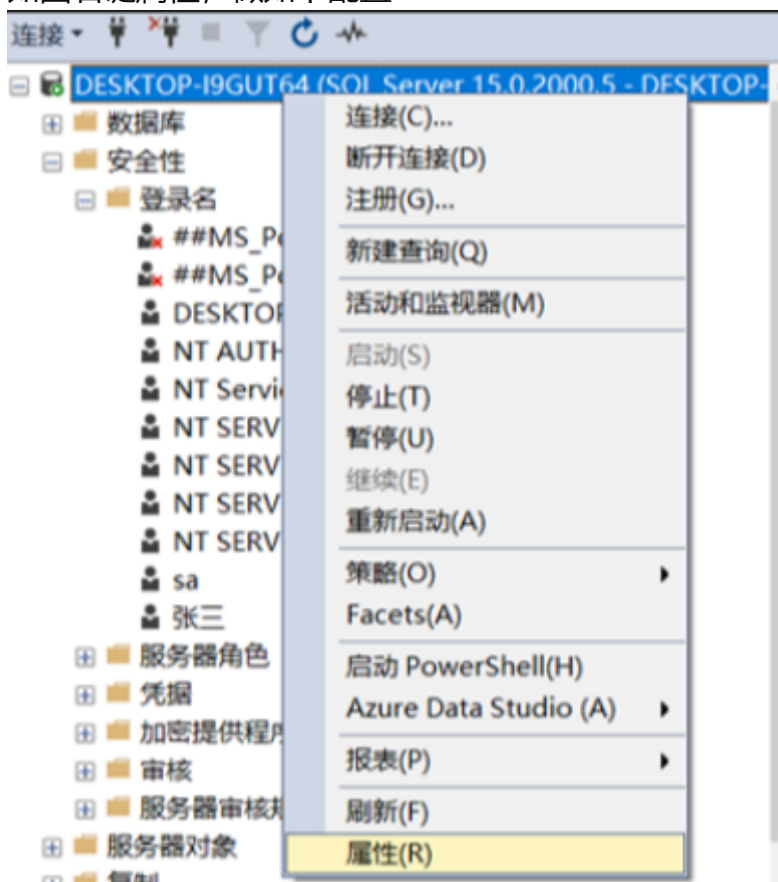 连接
DESKTOP-I9GUT64 (SQL Server 15.0.2000.5 - DESKTOP-
数据库
安全性
登录名
##MS_Po
##MS_Po
DESKTOP
NT AUTH
NT Servi
NT SERV
NT SERV
NT SERV
NT SERV
sa
张三
服务器角色
凭据
加密提供程序
审核
服务器审核规
服务器对象
复制
连接(C)...
断开连接(D)
注册(G)...
新建查询(Q)
活动和监视器(M)
启动(S)
停止(T)
暂停(U)
继续(E)
重新启动(A)
策略(O)
Facets(A)
启动 PowerShell(H)
Azure Data Studio (A)
报表(P)
刷新(F)
属性(R)